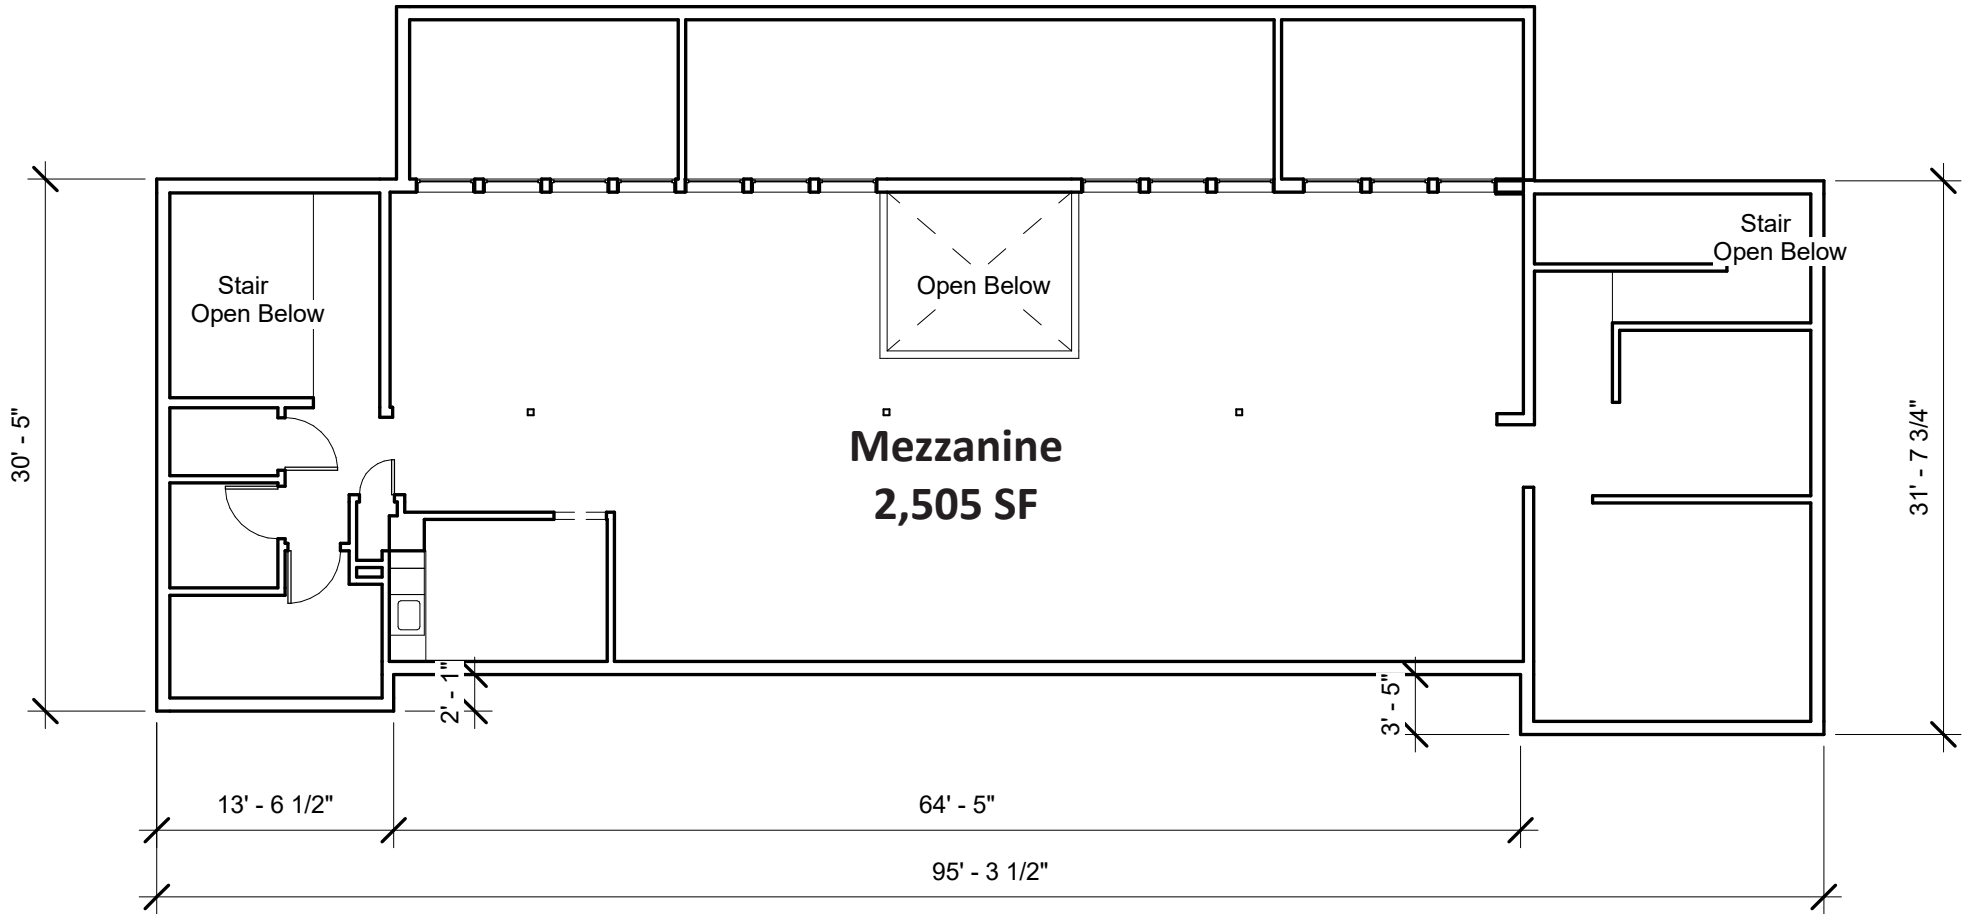 Stair
Open Below
Stair
Open Below
Open Below
Mezzanine
2,505 SF
30' - 5"
31' - 7 3/4"
2' - 1"
3' - 5"
13' - 6 1/2"
64' - 5"
95' - 3 1/2"